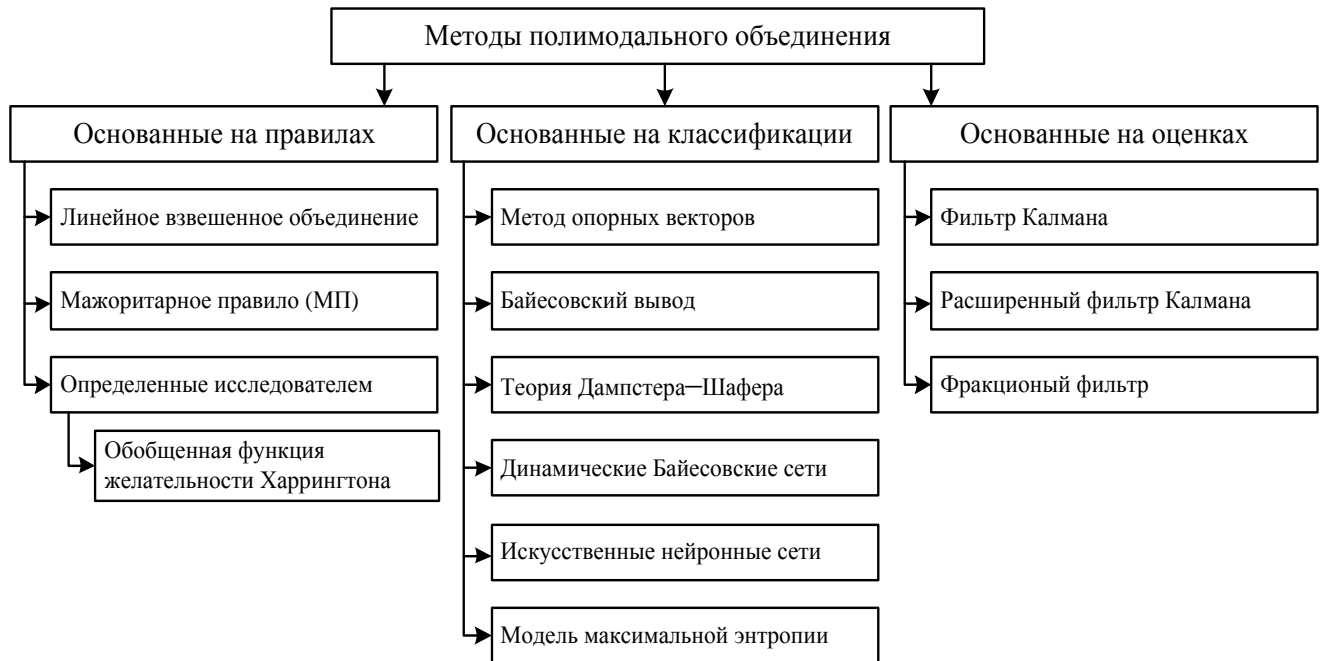 Методы полимодального объединения
Основанные на правилах
Линейное взвешенное объединение
Мажоритарное правило (МП)
Определенные исследователем
Обобщенная функция
желательности Харрингтона
Основанные на классификации
Метод опорных векторов
Байесовский вывод
Теория Дампстера—Шафера
Динамические Байесовские сети
Искусственные нейронные сети
Модель максимальной энтропии
Основанные на оценках
Фильтр Калмана
Расширенный фильтр Калмана
Фракционый фильтр